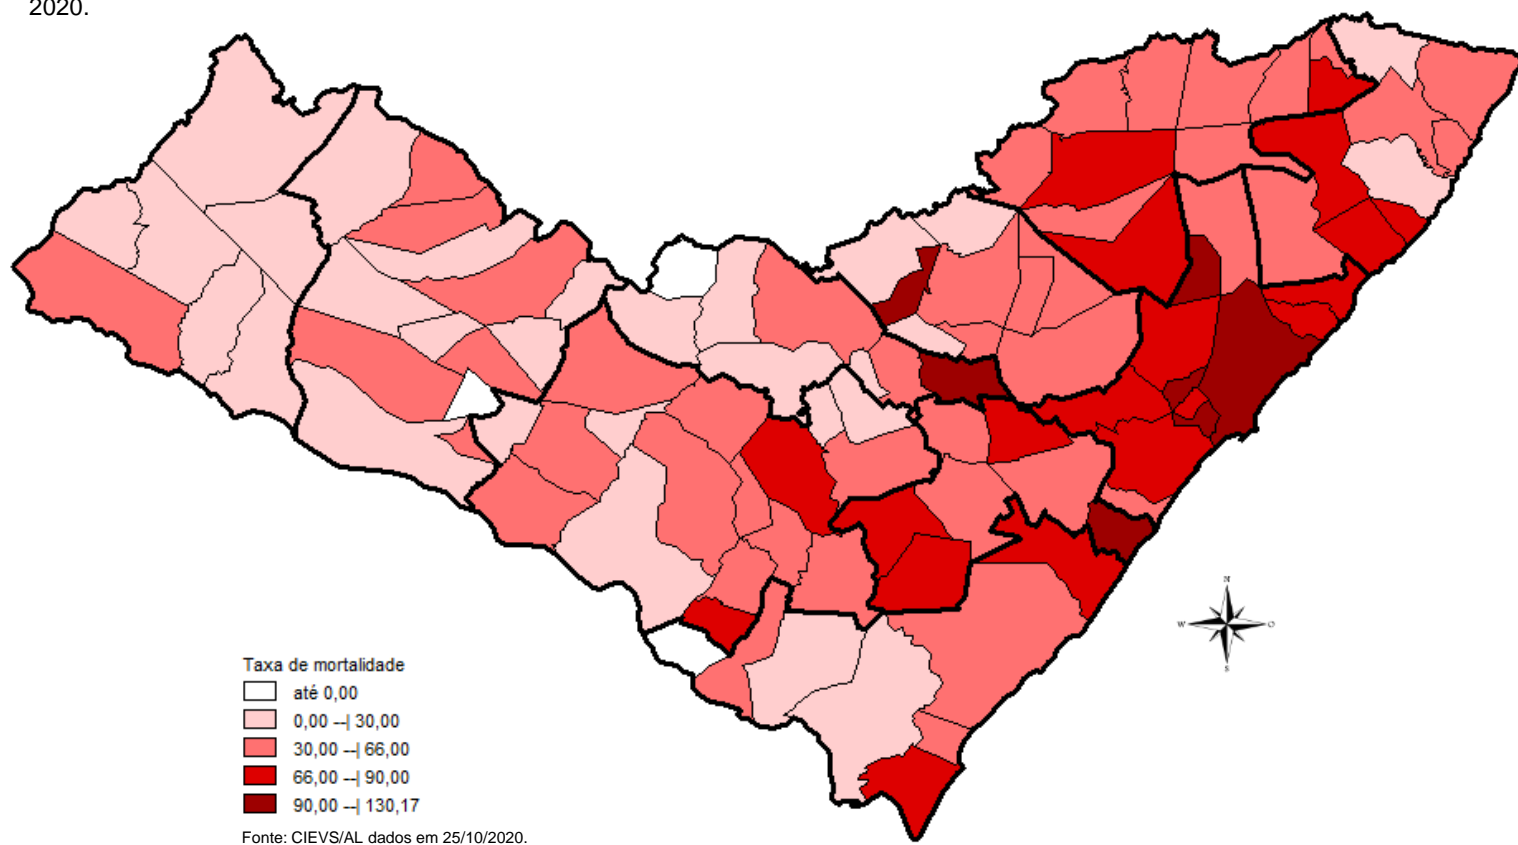 2020.
N
W O
S
Taxa de mortalidade
até 0,00
0,00 --| 30,00
30,00 --| 66,00
66,00 --| 90,00
90,00 --| 130,17
Fonte: CIEVS/AL dados em 25/10/2020.